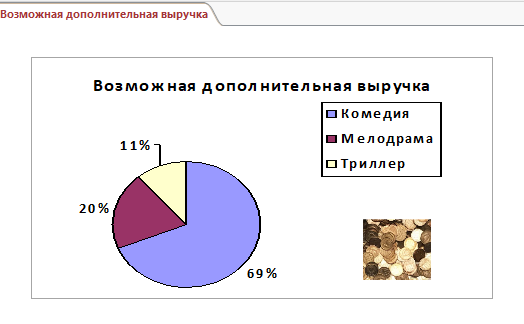 Возможная дополнительная выручка
Возможная дополнительная выручка
Комедия
Мелодрама
Триллер
11%
20%
69%